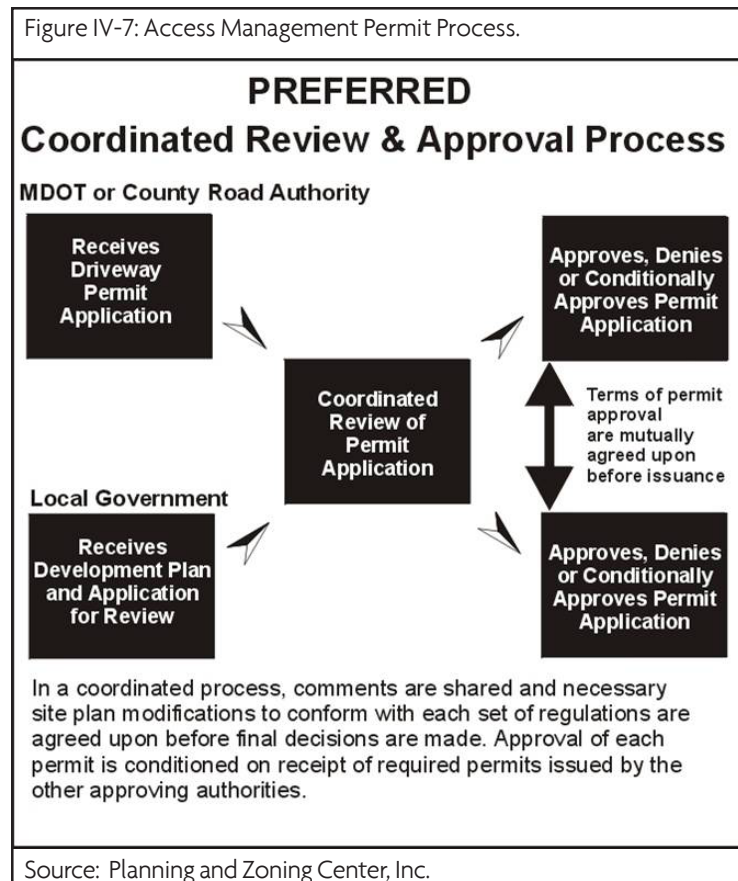 Figure IV-7: Access Management Permit Process.
PREFERRED
Coordinated Review & Approval Process
MDOT or County Road Authority
Receives
Driveway
Permit
Application
Approves, Denies
or Conditionally
Approves Permit
Application
Coordinated
Review of
Permit
Application
Terms of permit
approval
are mutually
agreed upon
before issuance
Local Government
Receives
Development Plan
and Application
for Review
Approves, Denies
or Conditionally
Approves Permit
Application
In a coordinated process, comments are shared and necessary
site plan modifications to conform with each set of regulations are
agreed upon before final decisions are made. Approval of each
permit is conditioned on receipt of required permits issued by the
other approving authorities.
Source: Planning and Zoning Center, Inc.